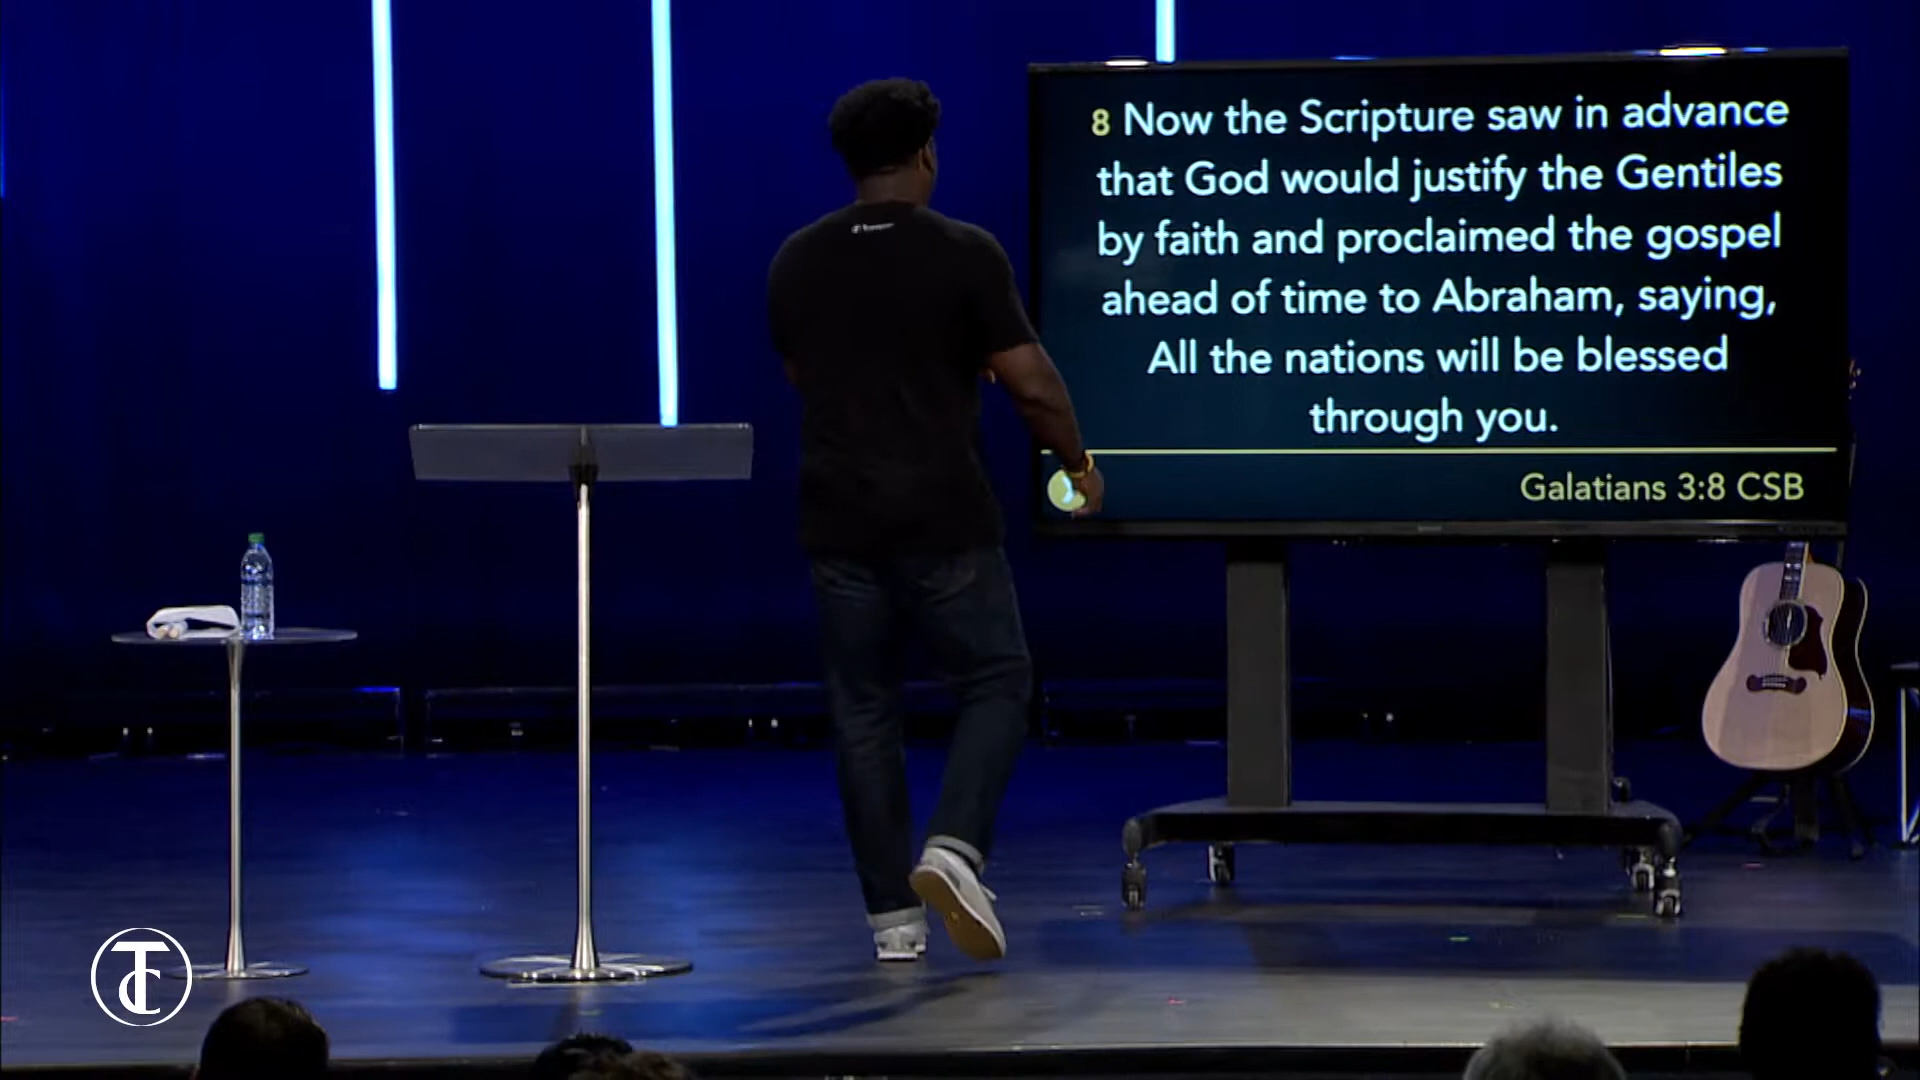 8 Now the Scripture saw in advance
that God would justify the Gentiles
by faith and proclaimed the gospel
ahead of time to Abraham, saying,
All the nations will be blessed
through you.
Galatians 3:8 CSB
TC